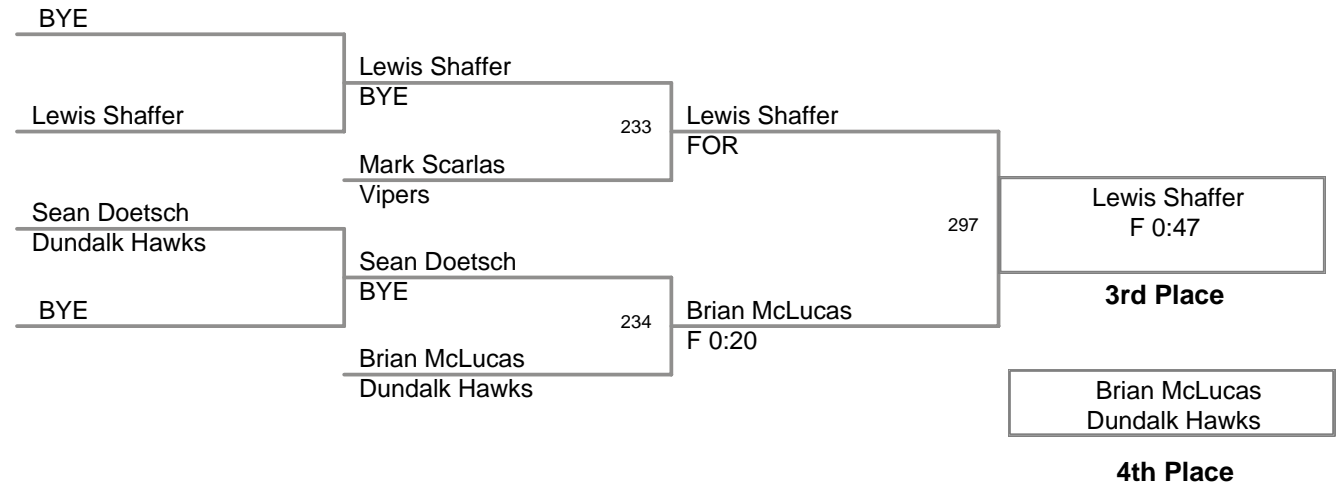 BYE
Lewis Shaffer
BYE
Lewis Shaffer
233
Lewis Shaffer
FOR
Mark Scarlas
Vipers
Lewis Shaffer
F 0:47
Sean Doetsch
Dundalk Hawks
297
Sean Doetsch
BYE
3rd Place
BYE
234
Brian McLucas
F 0:20
Brian McLucas
Dundalk Hawks
Brian McLucas
Dundalk Hawks
4th Place